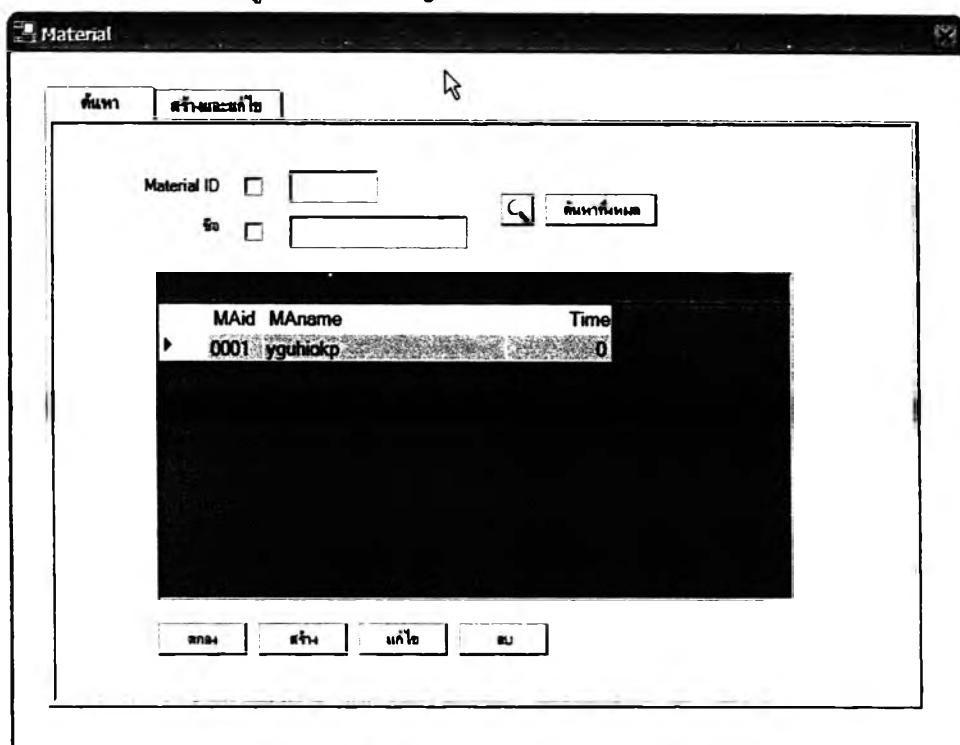 Material
ค้นหา สร้างและแก้ไข
Material ID
ชื่อ
ค้นหาทั้งหมด
MAid MAname Time
0001 yguhiokp 0
ตกลง สร้าง แก้ไข ลบ